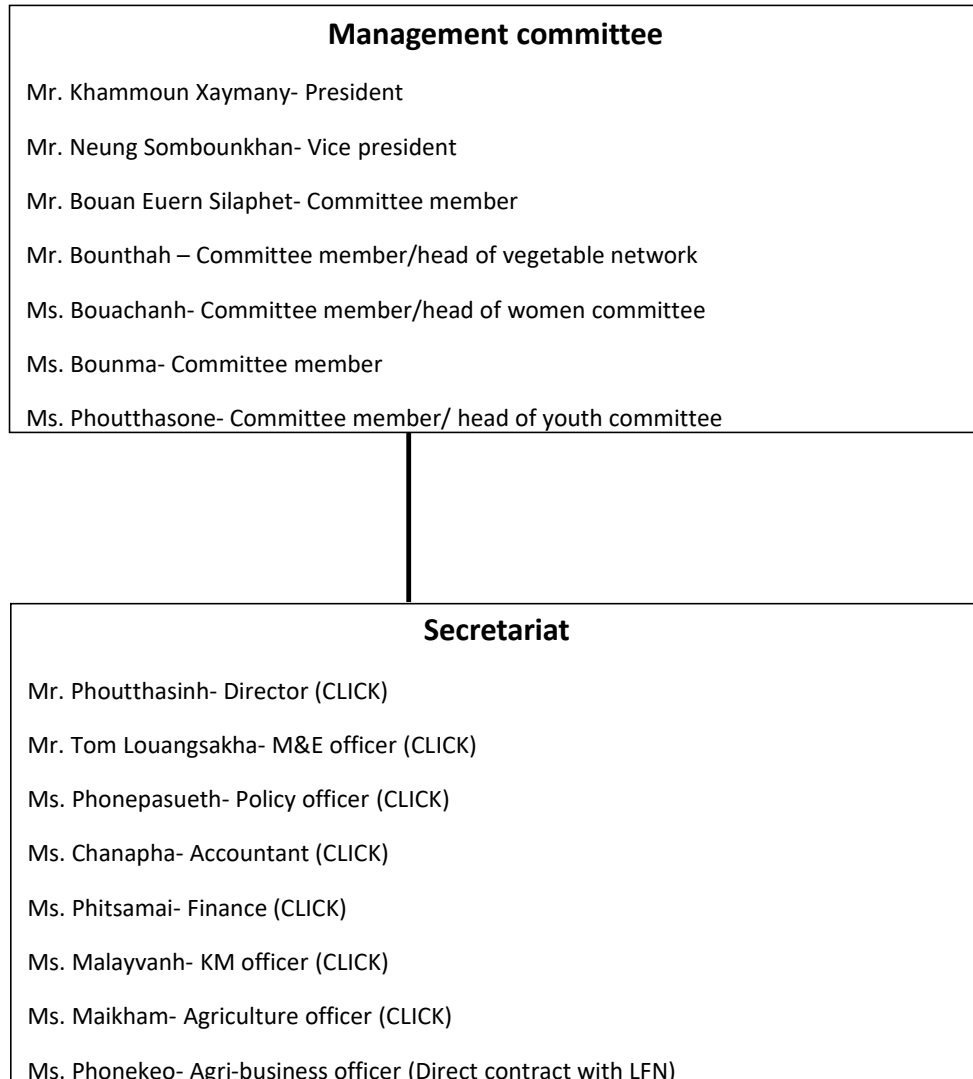 Management committee
Mr. Khammoun Xaymany- President
Mr. Neung Sombounkhan- Vice president
Mr. Bouan Euern Silaphet- Committee member
Mr. Bounthah – Committee member/head of vegetable network
Ms. Bouachanh- Committee member/head of women committee
Ms. Bounma- Committee member
Ms. Phoutthasone- Committee member/ head of youth committee
Secretariat
Mr. Phoutthasinh- Director (CLICK)
Mr. Tom Louangsakha- M&E officer (CLICK)
Ms. Phonepasueth- Policy officer (CLICK)
Ms. Chanapha- Accountant (CLICK)
Ms. Phitsamai- Finance (CLICK)
Ms. Malayvanh- KM officer (CLICK)
Ms. Maikham- Agriculture officer (CLICK)
Ms. Phonekeo- Agri-business officer (Direct contract with LFN)